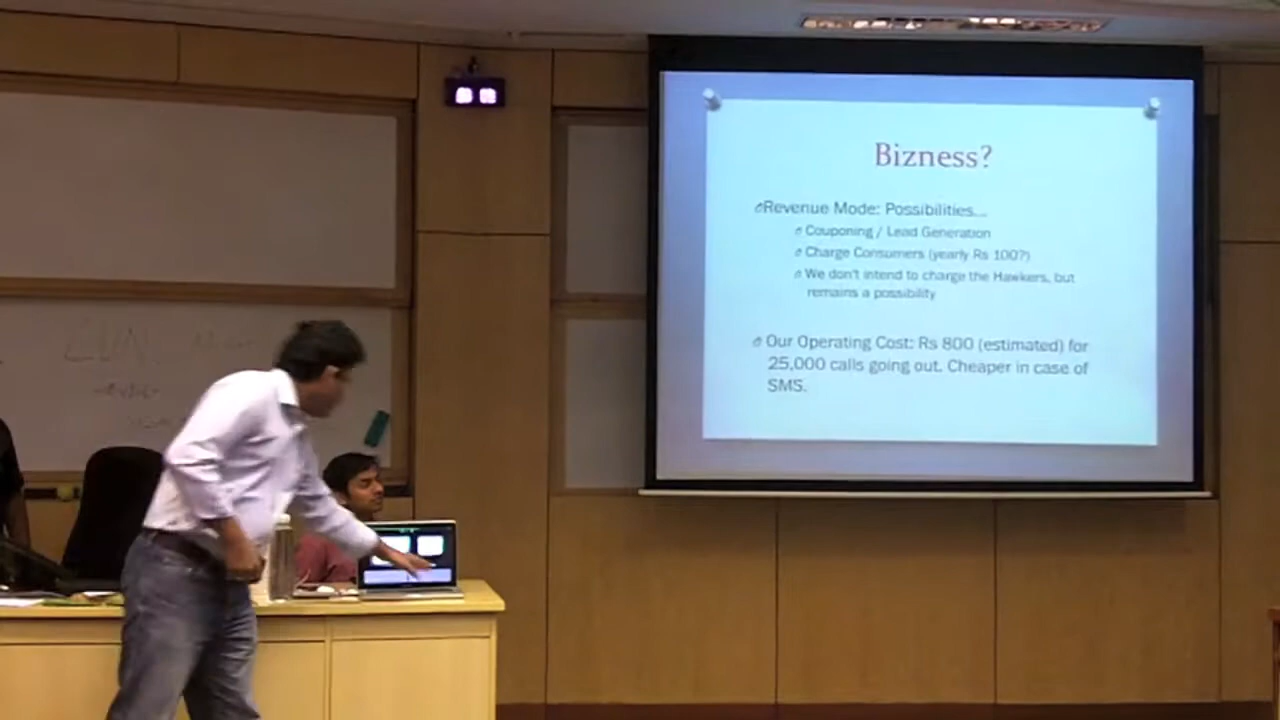 Bizness?
Revenue Mode: Possibilities...
Couponing / Lead Generation
Charge Consumers (yearly Rs 100?)
We don't intend to charge the Hawkers, but
remains a possibility
Our Operating Cost: Rs 800 (estimated) for
25,000 calls going out. Cheaper in case of
SMS.